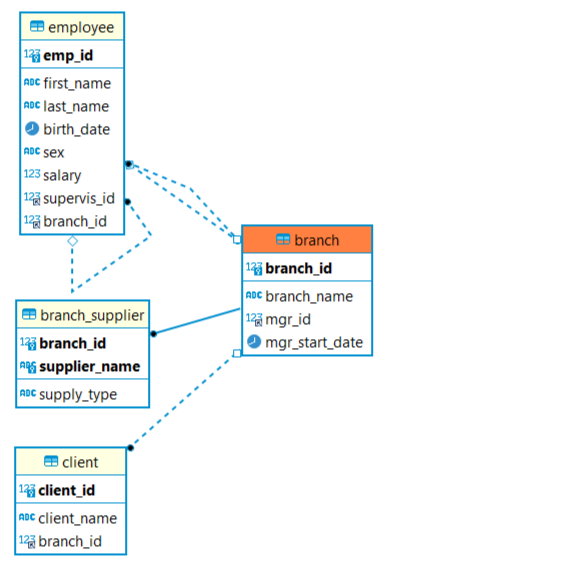 employee
emp_id
first_name
last_name
birth_date
sex
salary
supervis_id
branch_id
branch
branch_id
branch_name
mgr_id
mgr_start_date
branch_supplier
branch_id
supplier_name
supply_type
client
client_id
client_name
branch_id